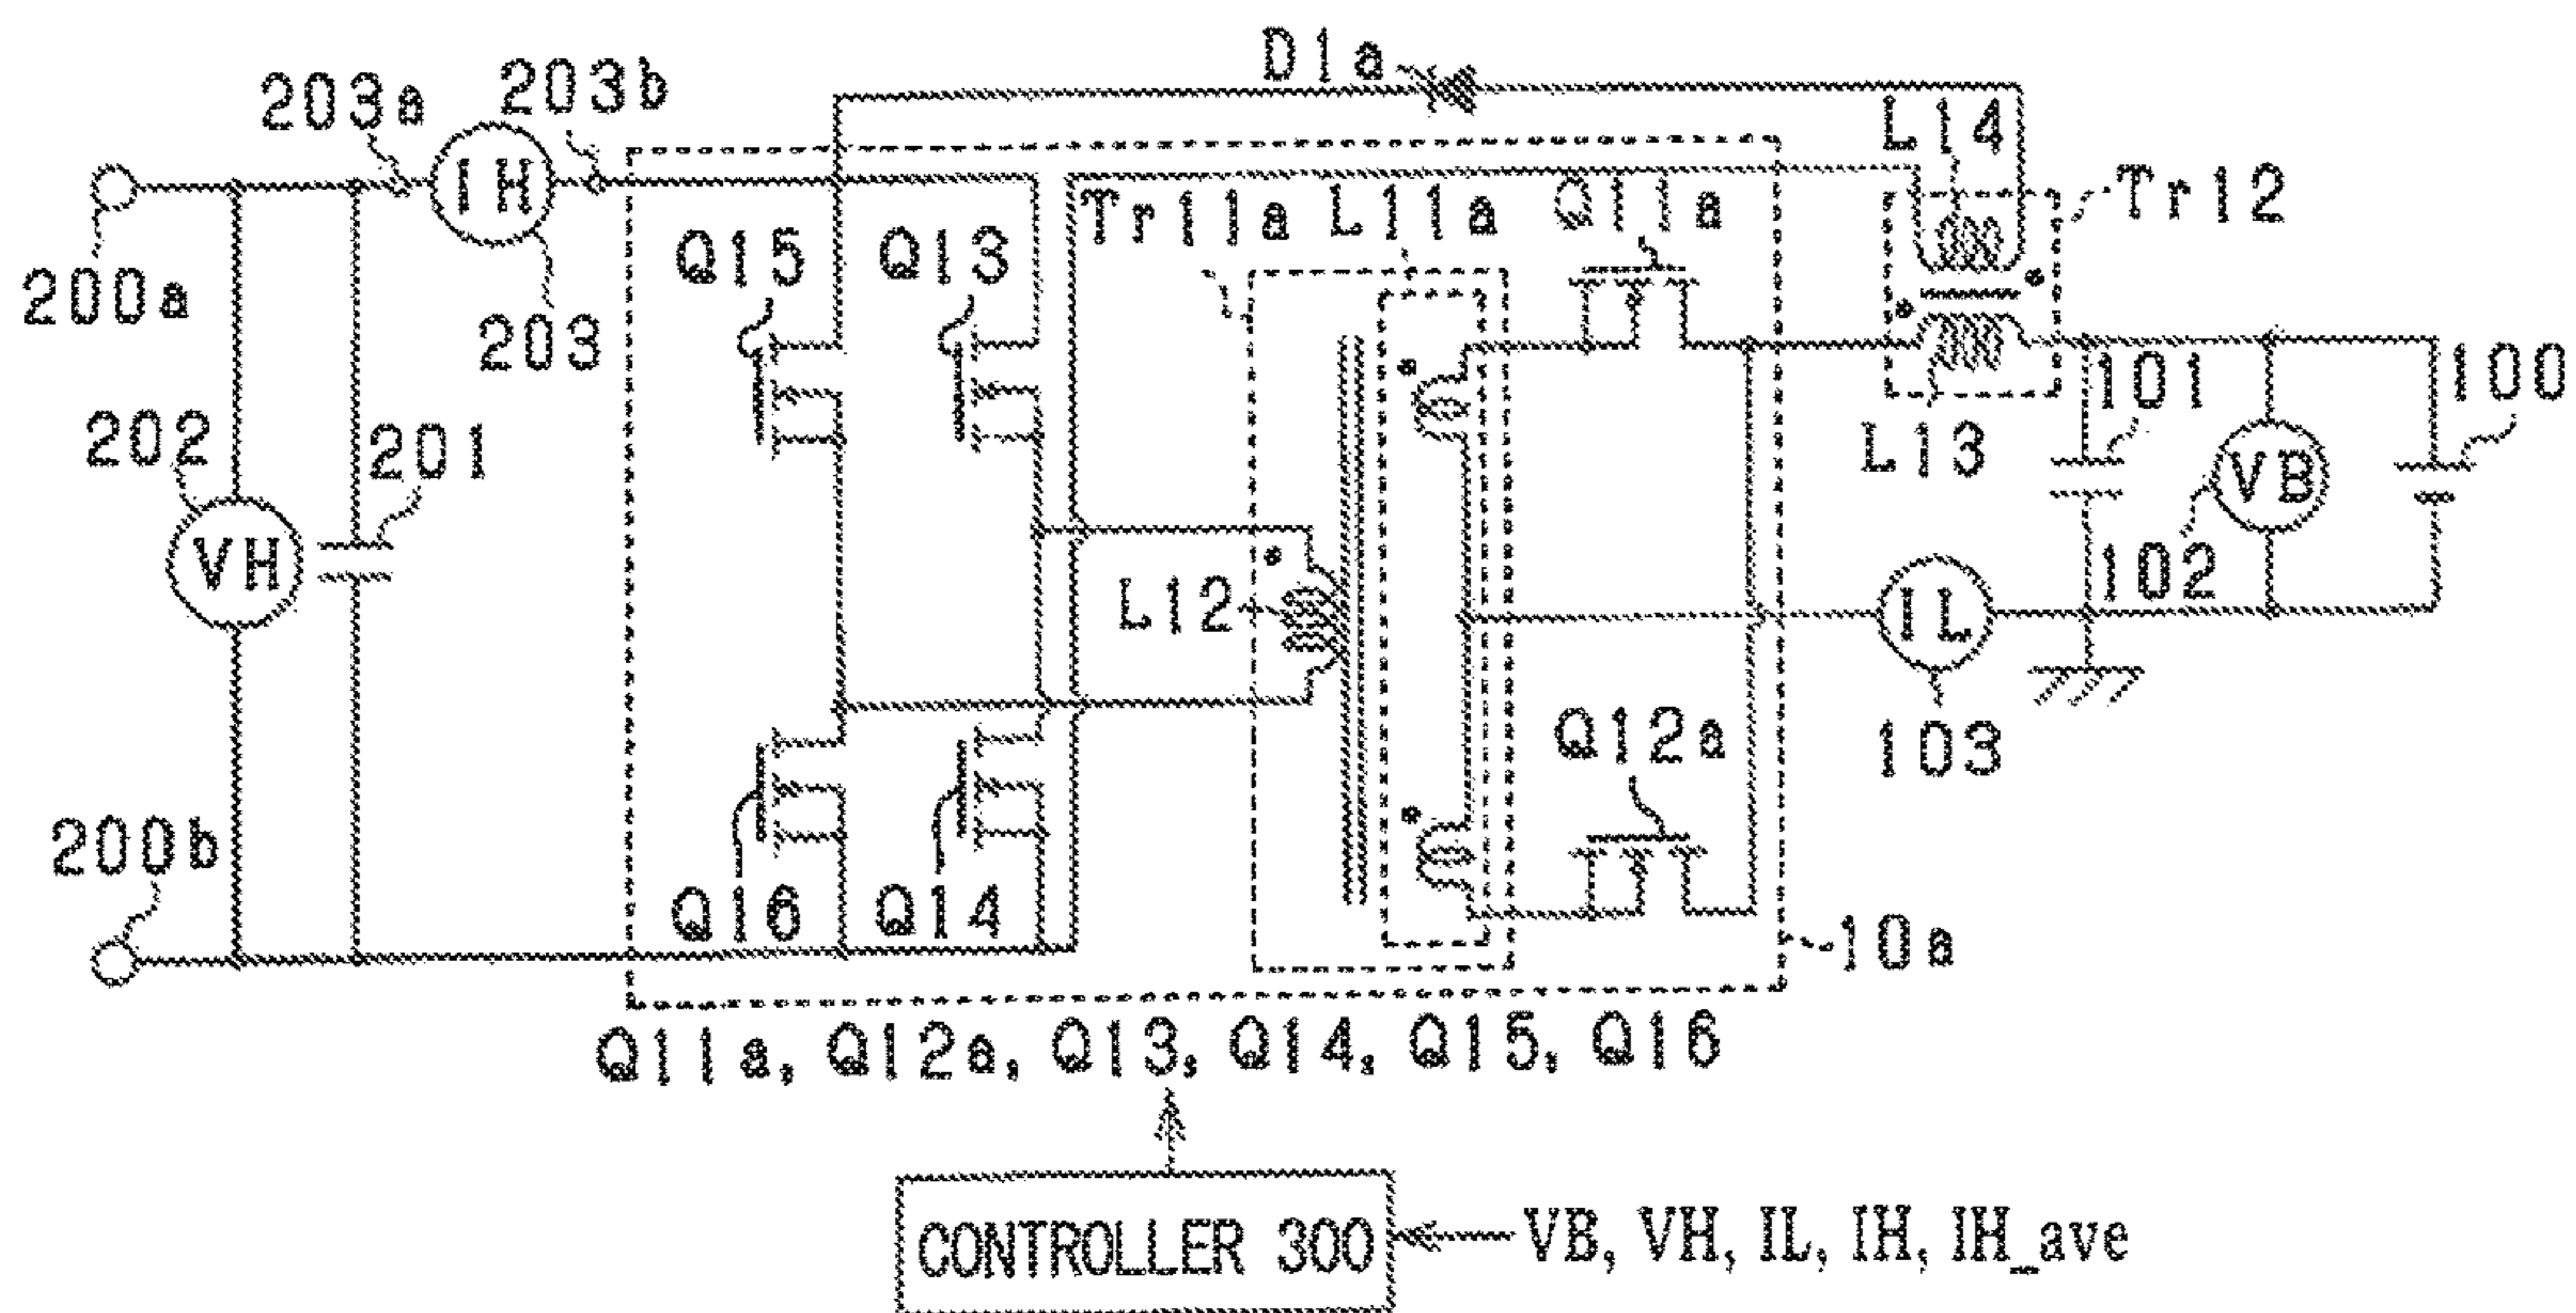 D1a
203a 203b
L14
IH
Tr12
Tr11a L11a Q11a
Q15 Q13
200a
203
101 100
202 201
L13
VB
VH
102
L12
IL
Q12a
103
200b
Q16 Q14
10a
Q11a, Q12a, Q13, Q14, Q15, Q16
CONTROLLER 300
VB, VH, IL, IH, IH_ave